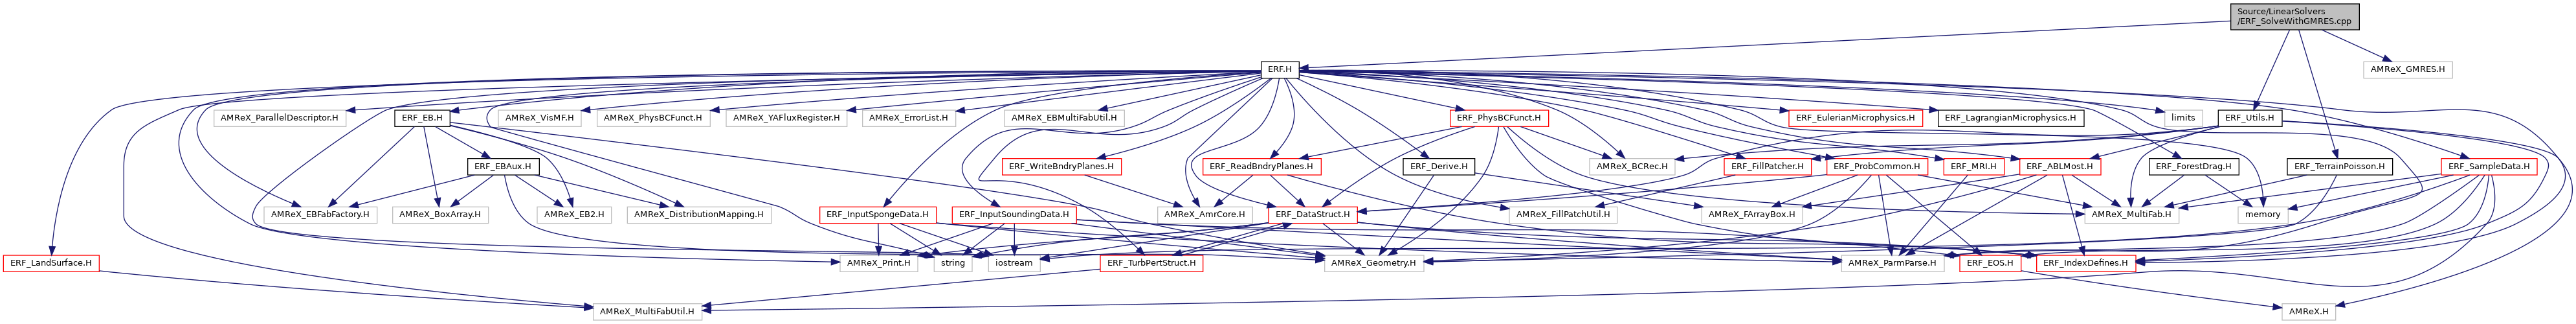 Source/LinearSolvers
/ERF_SolveWithGMRES.cpp
ERF.H
AMReX_GMRES.H
AMReX_ParallelDescriptor.H
ERF_EB.H
AMReX_VisMF.H
AMReX_PhysBCFunct.H
AMReX_YAFluxRegister.H
AMReX_ErrorList.H
AMReX_EBMultiFabUtil.H
ERF_PhysBCFunct.H
ERF_EulerianMicrophysics.H
ERF_LagrangianMicrophysics.H
limits
ERF_Utils.H
ERF_EBAux.H
ERF_WriteBndryPlanes.H
ERF_ReadBndryPlanes.H
ERF_Derive.H
AMReX_BCRec.H
ERF_FillPatcher.H
ERF_ProbCommon.H
ERF_MRI.H
ERF_ABLMost.H
ERF_ForestDrag.H
ERF_TerrainPoisson.H
ERF_SampleData.H
AMReX_EBFabFactory.H
AMReX_BoxArray.H
AMReX_EB2.H
AMReX_DistributionMapping.H
ERF_InputSpongeData.H
ERF_InputSoundingData.H
AMReX_AmrCore.H
ERF_DataStruct.H
AMReX_FillPatchUtil.H
AMReX_FArrayBox.H
AMReX_MultiFab.H
memory
ERF_LandSurface.H
AMReX_Print.H
string
iostream
ERF_TurbPertStruct.H
AMReX_Geometry.H
AMReX_ParmParse.H
ERF_EOS.H
ERF_IndexDefines.H
AMReX_MultiFabUtil.H
AMReX.H